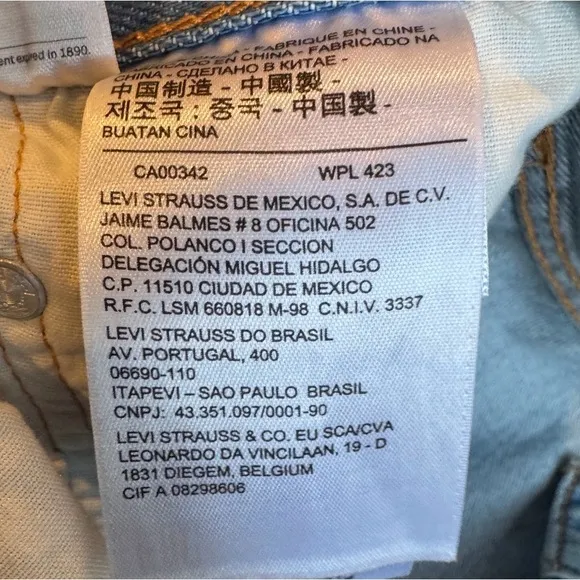 ent expired in 1890.
- FABRIQUE EN CHINE -
CHINA - FABRICADO NA
CHINA - СДЕЛАНО В КИТАЕ -
中国制造 - 中國製 -
제조국 : 중국 - 中国製 -
BUATAN CINA
CA00342 WPL 423
LEVI STRAUSS DE MEXICO, S.A. DE C.V.
JAIME BALMES # 8 OFICINA 502
COL. POLANCO I SECCION
DELEGACIÓN MIGUEL HIDALGO
C.P. 11510 CIUDAD DE MEXICO
R.F.C. LSM 660818 M-98 C.N.I.V. 3337
LEVI STRAUSS DO BRASIL
AV. PORTUGAL, 400
06690-110
ITAPEVI – SAO PAULO BRASIL
CNPJ: 43.351.097/0001-90
LEVI STRAUSS & CO. EU SCA/CVA
LEONARDO DA VINCILAAN, 19 - D
1831 DIEGEM, BELGIUM
CIF A 08298606